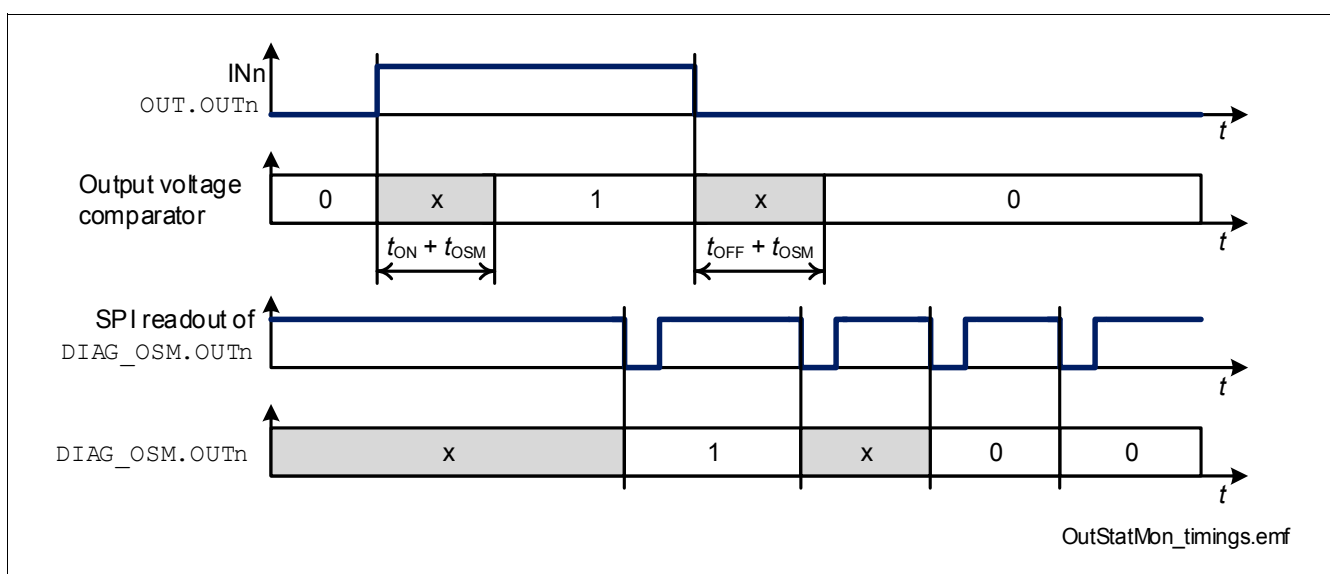 INn
OUT.OUTn
t
Output voltage
comparator
0 x 1 x 0
tON + tOSM tOFF + tOSM
t
SPI readout of
DIAG_OSM.OUTn
t
DIAG_OSM.OUTn x 1 x 0 0
t
OutStatMon_timings.emf